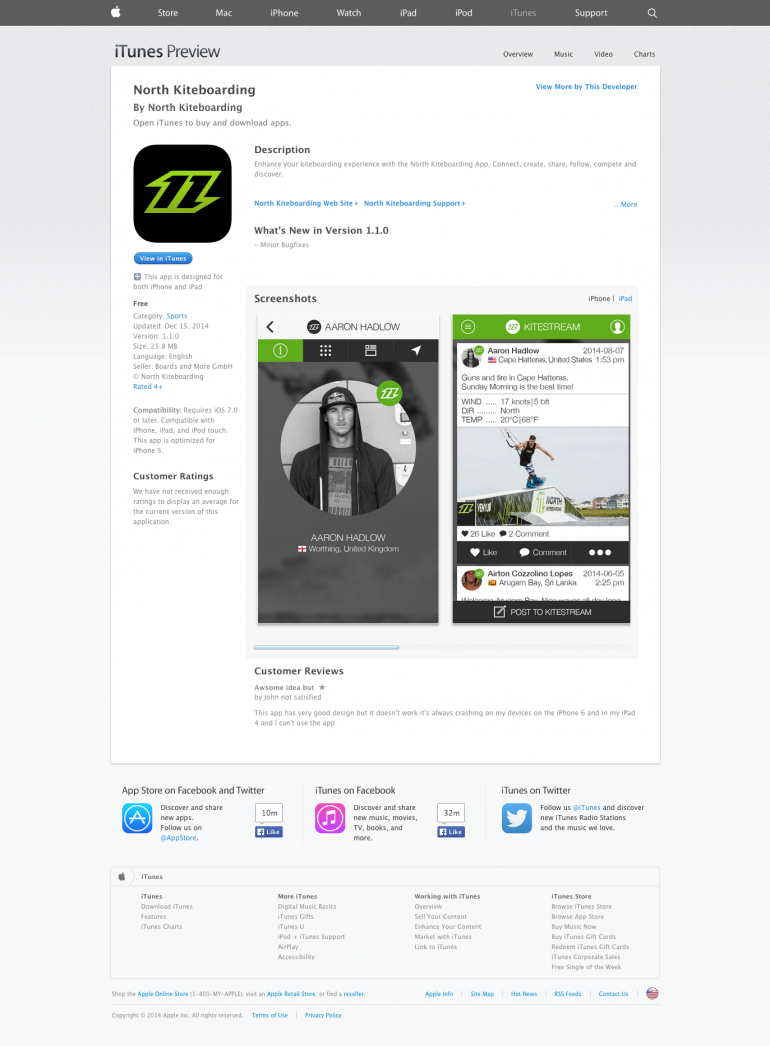 Store Mac iPhone Watch iPad iPod iTunes Support
iTunes Preview
Overview Music Video Charts
North Kiteboarding
View More by This Developer
By North Kiteboarding
Open iTunes to buy and download apps.
Description
Enhance your kiteboarding experience with the North Kiteboarding App. Connect, create, share, follow, compete and
discover.
North Kiteboarding Web Site North Kiteboarding Support
...More
What's New in Version 1.1.0
– Minor Bugfixes
View in iTunes
This app is designed for
both iPhone and iPad
Free
Category: Sports
Updated: Dec 15, 2014
Version: 1.1.0
Size: 25.8 MB
Language: English
Seller: Boards and More GmbH
© North Kiteboarding
Rated 4+
Compatibility: Requires iOS 7.0
or later. Compatible with
iPhone, iPad, and iPod touch.
This app is optimized for
iPhone 5.
Customer Ratings
We have not received enough
ratings to display an average for
the current version of this
application.
Screenshots
iPhone | iPad
AARON HADLOW
AARON HADLOW
Worthing, United Kingdom
KITESTREAM
Aaron Hadlow 2014-08-07
Cape Hatteras, United States 1:53 pm
Guns and fire in Cape Hatteras.
Sunday Morning is the best time!
WIND ..... 17 knots|5 bft
DIR ......... North
TEMP ..... 20°C|68°F
NORTH
KITEBOARDING
26 Like 2 Comment
Like Comment
Airton Cozzolino Lopes 2014-06-05
Arugam Bay, Sri Lanka 2:25 pm
Welcome Arugam Bay. Nice waves all day long
POST TO KITESTREAM
Customer Reviews
Awsome idea but ★
by John not satisfied
This app has very good design but it doesn't work it's always crashing on my devices on the iPhone 6 and in my iPad
4 and I can't use the app
App Store on Facebook and Twitter
Discover and share
new apps.
Follow us on
@AppStore.
10m
Like
iTunes on Facebook
Discover and share
new music, movies,
TV, books, and
more.
32m
Like
iTunes on Twitter
Follow us @iTunes and discover
new iTunes Radio Stations
and the music we love.
iTunes
iTunes
Download iTunes
Features
iTunes Charts
More iTunes
Digital Music Basics
iTunes Gifts
iTunes U
iPod + iTunes Support
AirPlay
Accessibility
Working with iTunes
Overview
Sell Your Content
Enhance Your Content
Market with iTunes
Link to iTunes
iTunes Store
Browse iTunes Store
Browse App Store
Buy Music Now
Buy iTunes Gift Cards
Redeem iTunes Gift Cards
iTunes Corporate Sales
Free Single of the Week
Shop the Apple Online Store (1-800-MY-APPLE), visit an Apple Retail Store, or find a reseller.
Apple Info | Site Map | Hot News | RSS Feeds | Contact Us
Copyright © 2014 Apple Inc. All rights reserved. Terms of Use | Privacy Policy